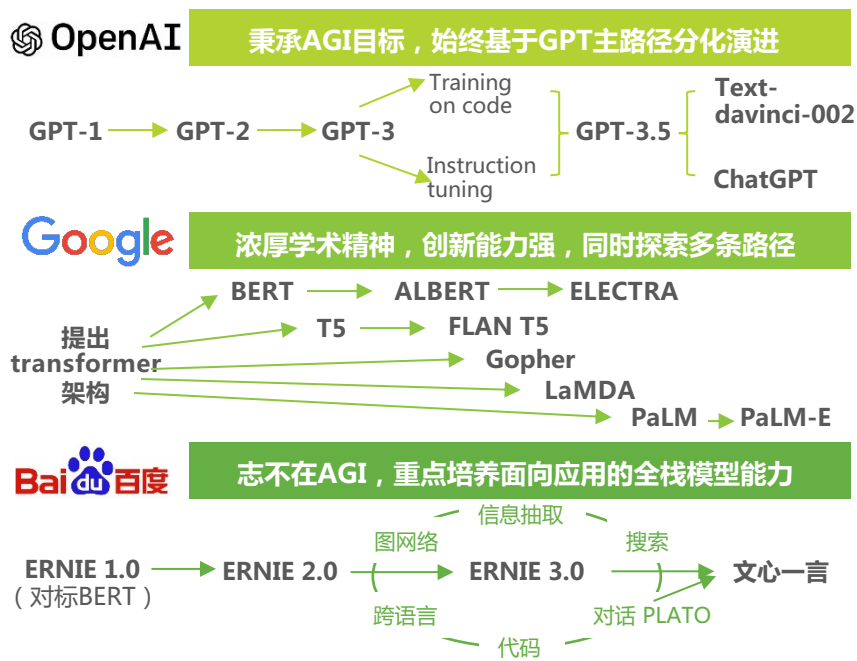 OpenAI
秉承AGI目标，始终基于GPT主路径分化演进
GPT-1
GPT-2
GPT-3
Training
on code
Instruction
tuning
GPT-3.5
Text-
davinci-002
ChatGPT
Google
浓厚学术精神，创新能力强，同时探索多条路径
提出
transformer
架构
BERT
ALBERT
ELECTRA
T5
FLAN T5
Gopher
LaMDA
PaLM
PaLM-E
Bai du 百度
志不在AGI，重点培养面向应用的全栈模型能力
ERNIE 1.0
（对标BERT）
ERNIE 2.0
信息抽取
图网络
搜索
ERNIE 3.0
跨语言
对话 PLATO
代码
文心一言